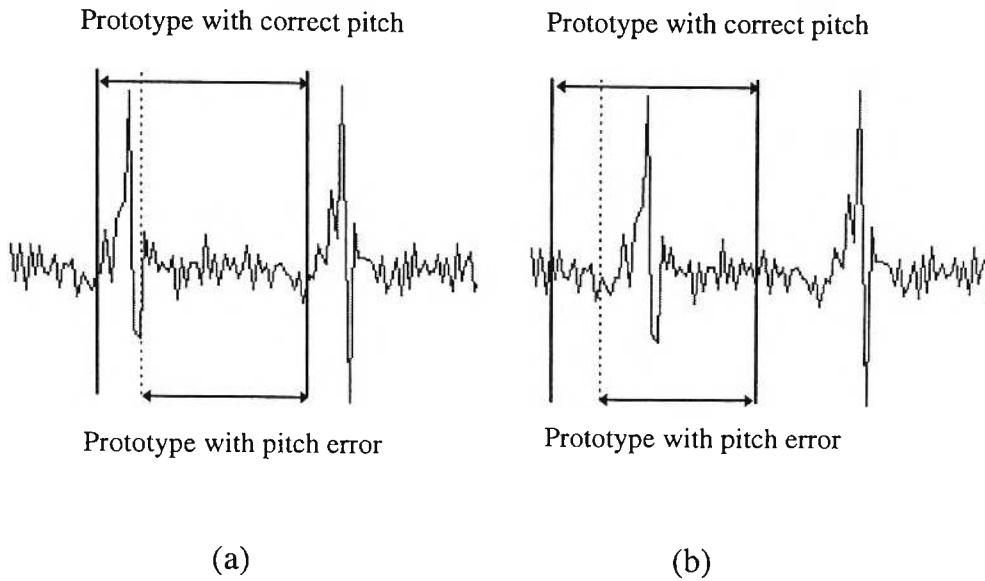 Prototype with correct pitch
Prototype with correct pitch
Prototype with pitch error
Prototype with pitch error
(a)
(b)